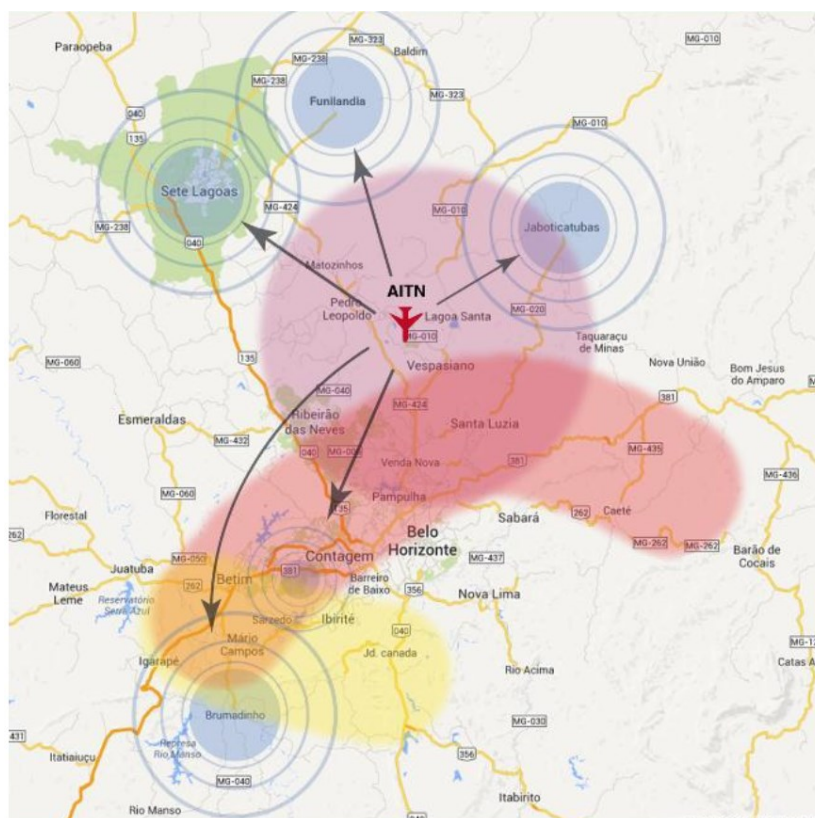 MG-323
MG-010
Paraopeba
Baldim
MG-238
MG-238
Funilandia
MG-323
040
MG-010
135
Sete Lagoas
Jaboticatubas
MG-424
MG-010
MG-238
040
Matozinhos
AITN
Pedro
Leopoldo
Lagoa Santa
MG-020
MG-010
Taquaraçu
de Minas
135
MG-060
Vespasiano
Nova União
Bom Jesus
do Amparo
MG-040
381
Esmeraldas
Ribeirão
das Neves
MG-424
Santa Luzia
MG-432
MG-435
040
Venda Nova
381
MG-436
MG-060
Pampulha
Florestal
135
Sabará
262
Caeté
262
Belo
Horizonte
MG-262
MG-262
Barão de
Cocais
MG-050
Contagem
Juatuba
MG-437
381
Betim
262
Barreiro
de Baixo
356
Mateus
Leme
Nova Lima
Reservatório
Serra Azul
Sarzedo
Ibirité
040
Mário
Campos
Jd. canada
Igarapé
Rio Acima
Catas A
Brumadinho
MG-030
431
Itatiaiuçu
Represa
Rio Manso
356
MG-040
Itabirito
Rio Manso
040